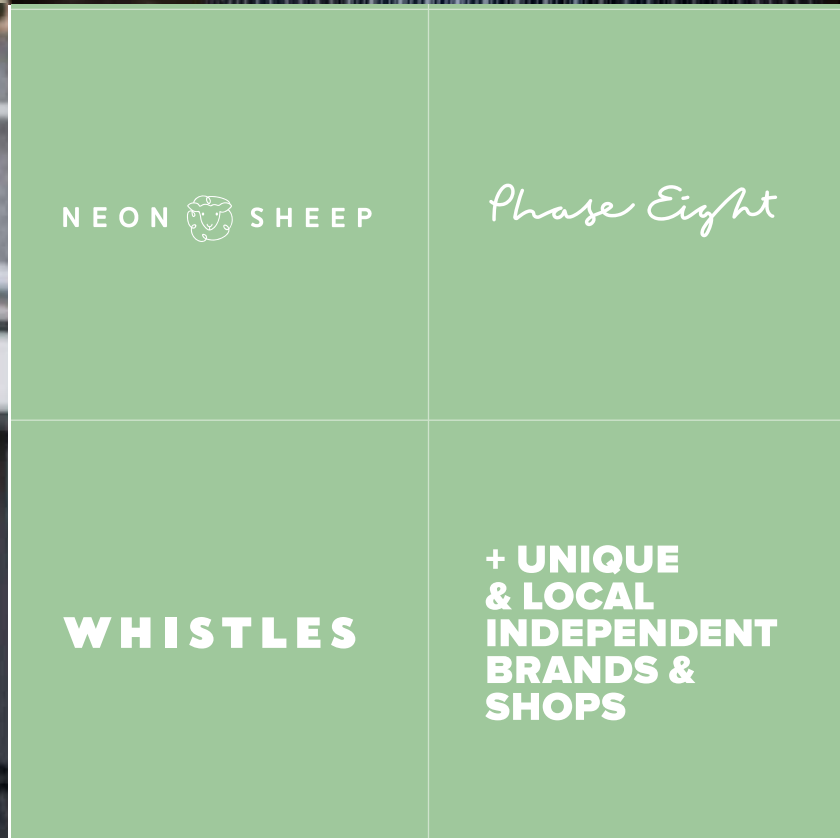 NEON SHEEP
Phase Eight
WHISTLES
+ UNIQUE
& LOCAL
INDEPENDENT
BRANDS &
SHOPS